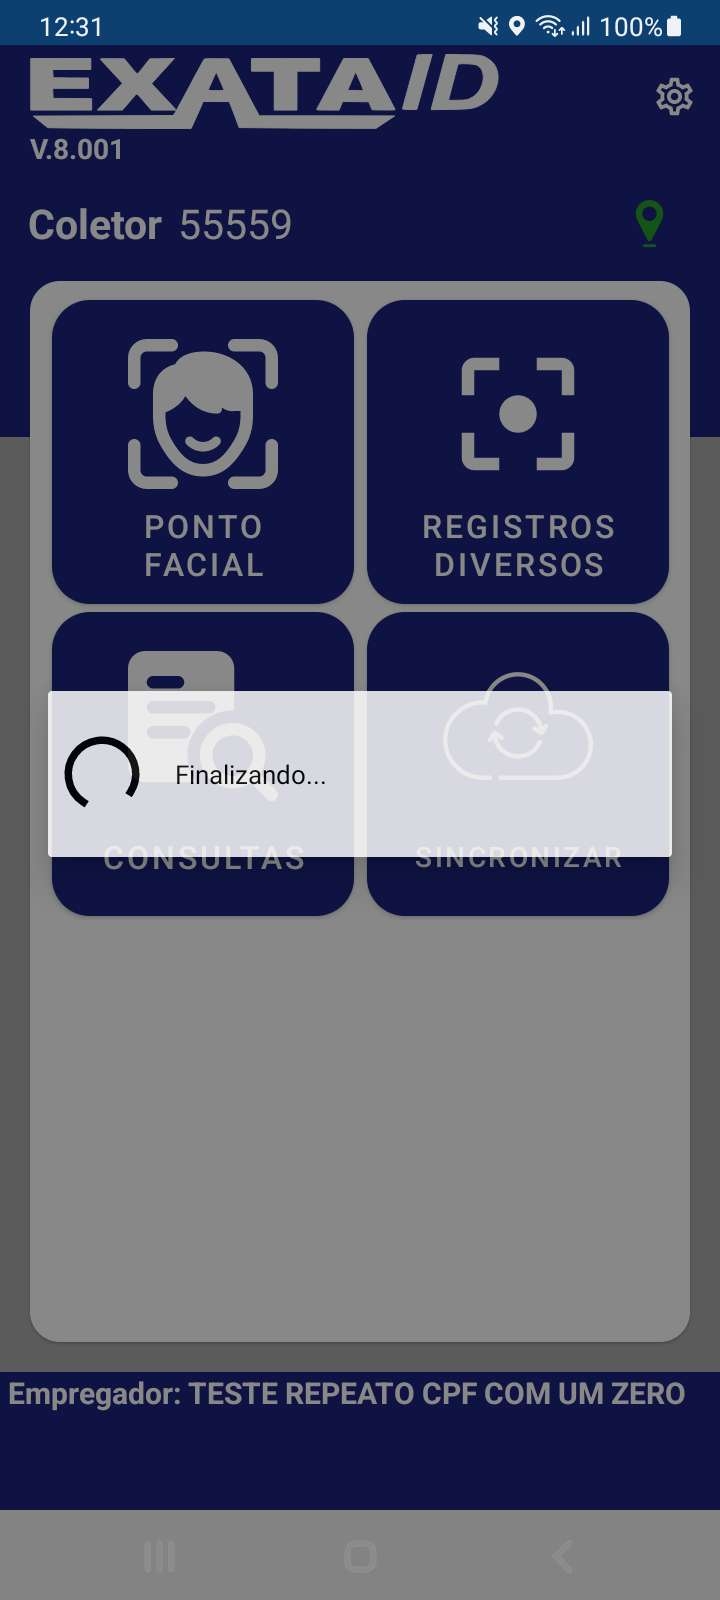 12:31
100%
EXATA ID
V.8.001
Coletor 55559
PONTO
FACIAL
REGISTROS
DIVERSOS
Finalizando...
CONSULTAS
SINCRONIZAR
Empregador: TESTE REPEATO CPF COM UM ZERO